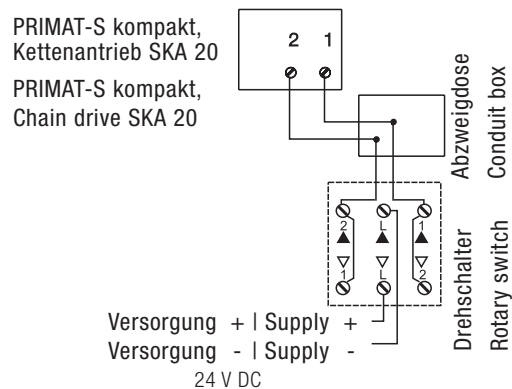 PRIMAT-S kompakt,
Kettenantrieb SKA 20
PRIMAT-S kompakt,
Chain drive SKA 20
2 1
Abzweigdose
Conduit box
2 L 1
1 L 2
Drehschalter
Rotary switch
Versorgung + | Supply +
Versorgung - | Supply -
24 V DC